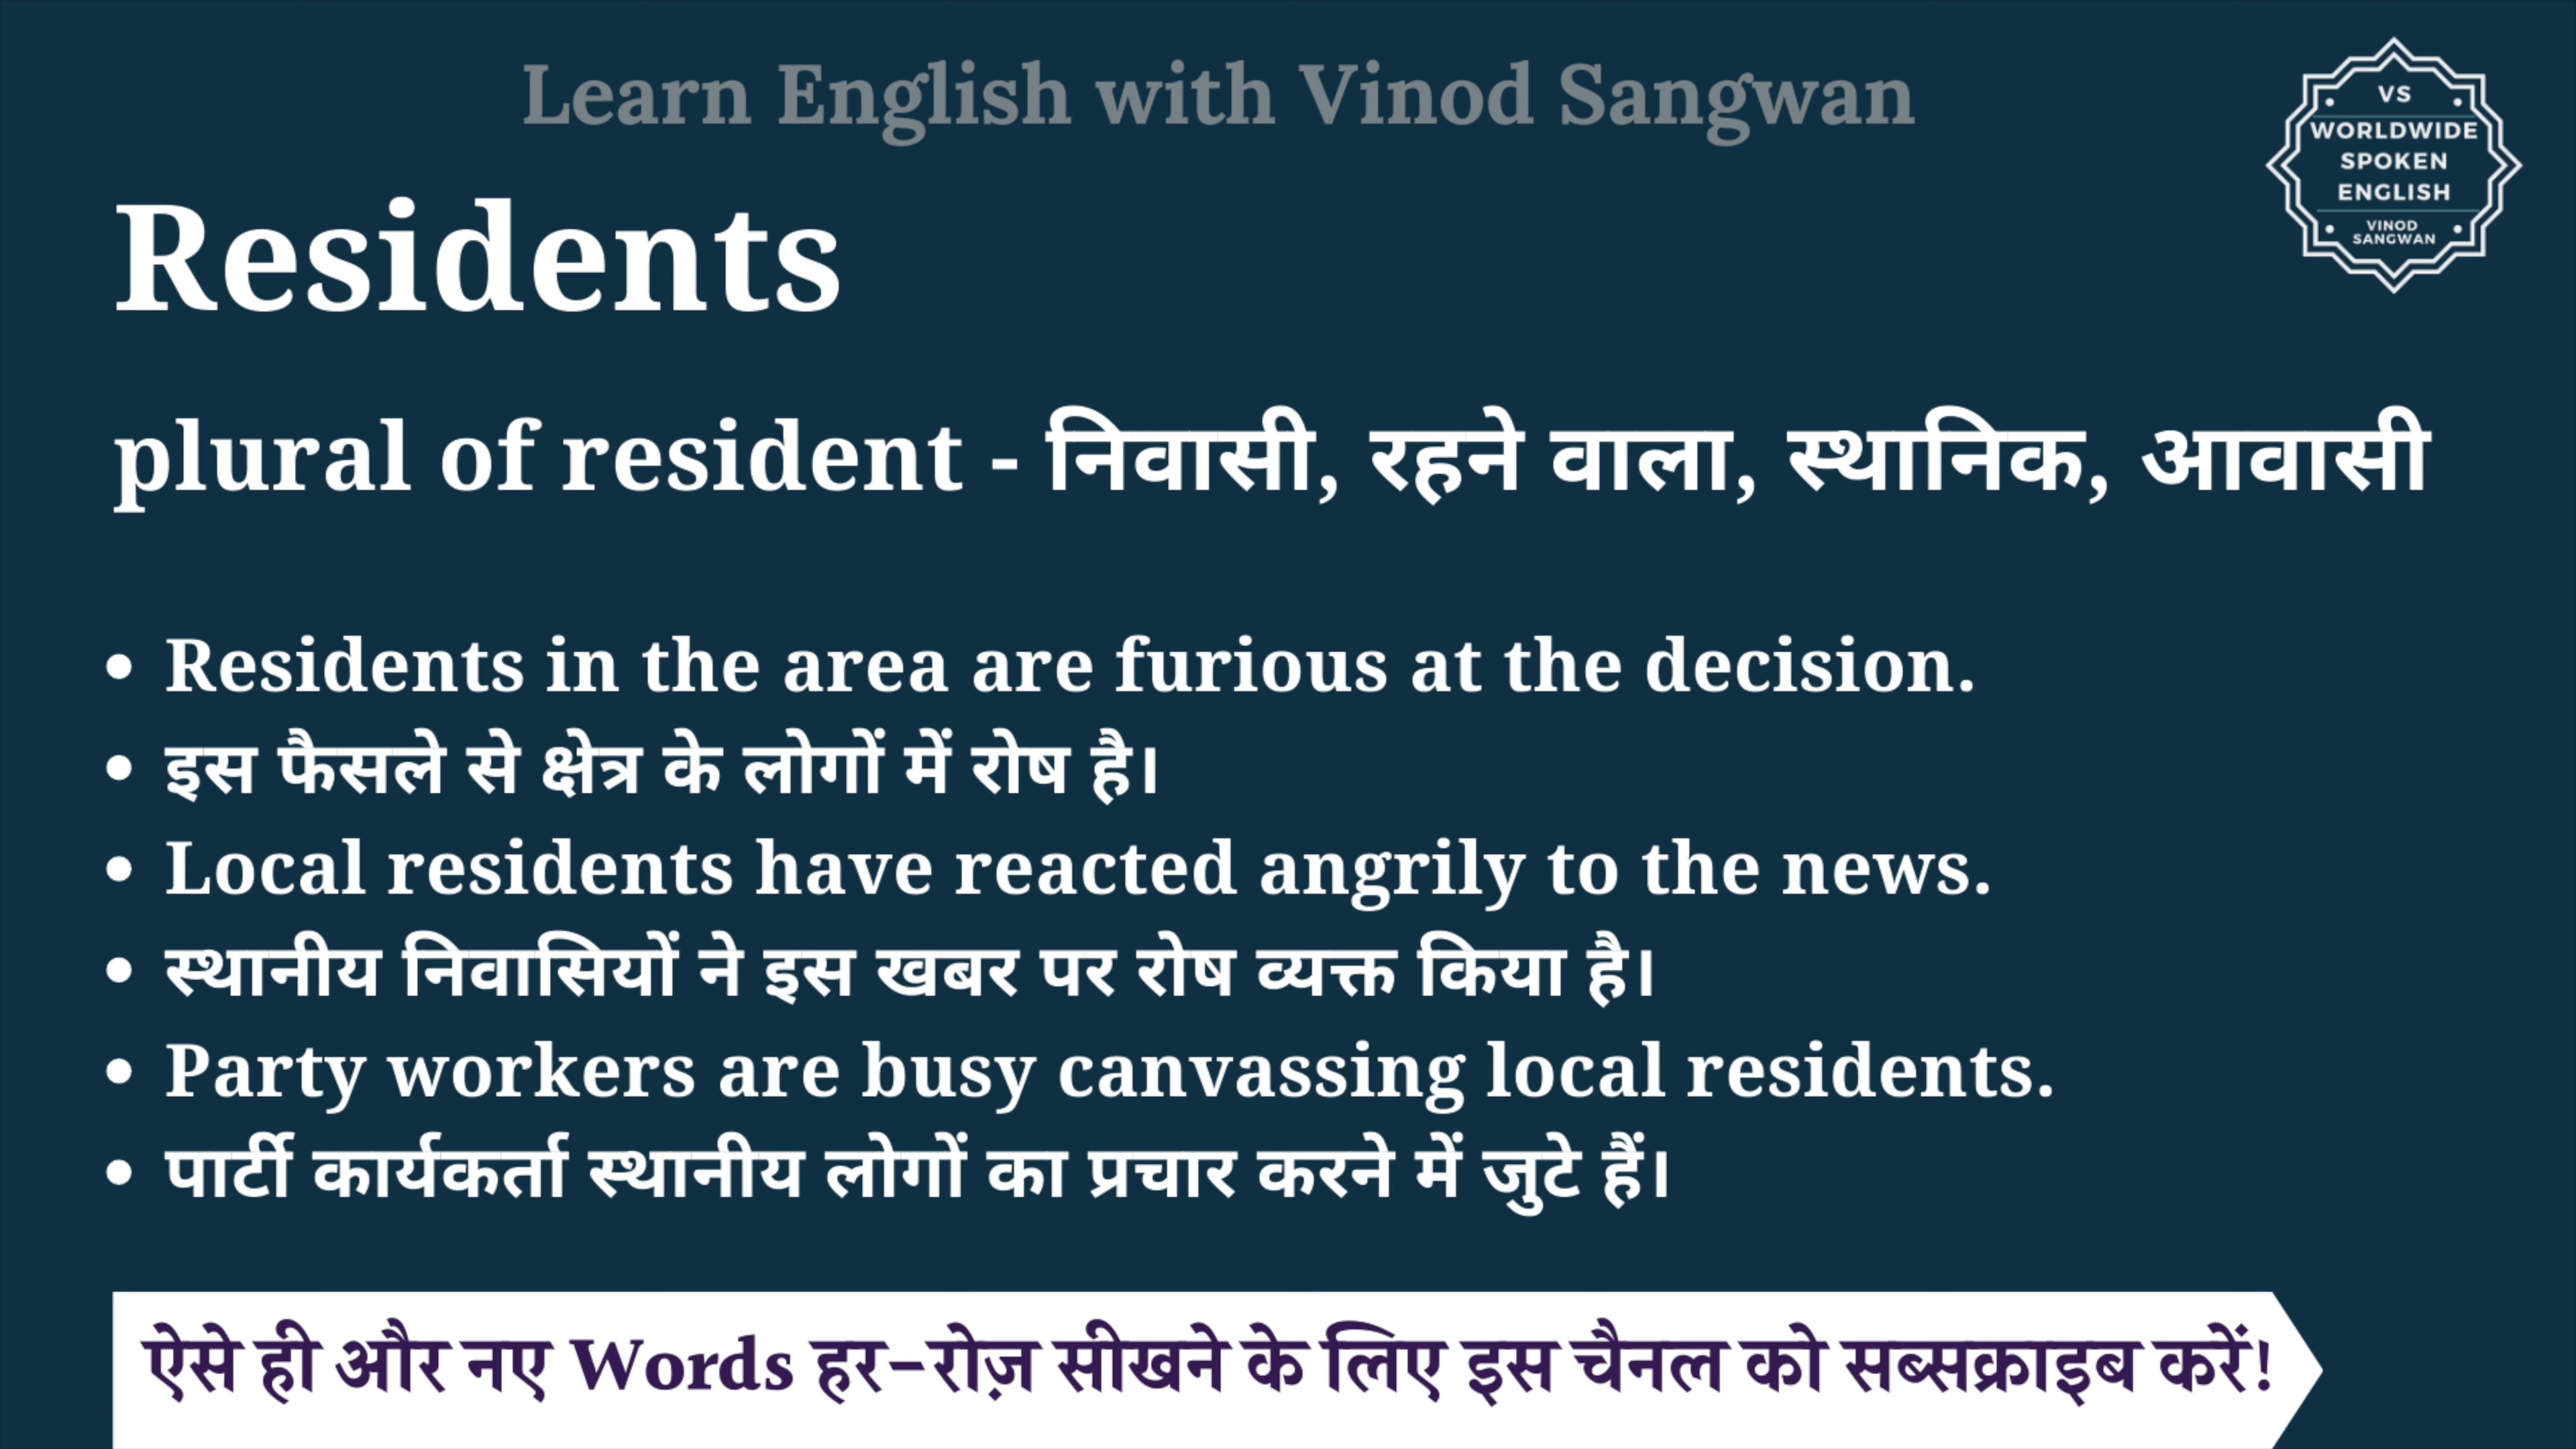 Learn English with Vinod Sangwan
VS
WORLDWIDE
SPOKEN
ENGLISH
VINOD
SANGWAN
Residents
plural of resident - निवासी, रहने वाला, स्थानिक, आवासी
• Residents in the area are furious at the decision.
• इस फैसले से क्षेत्र के लोगों में रोष है।
• Local residents have reacted angrily to the news.
• स्थानीय निवासियों ने इस खबर पर रोष व्यक्त किया है।
• Party workers are busy canvassing local residents.
• पार्टी कार्यकर्ता स्थानीय लोगों का प्रचार करने में जुटे हैं।
ऐसे ही और नए Words हर-रोज़ सीखने के लिए इस चैनल को सब्सक्राइब करें!